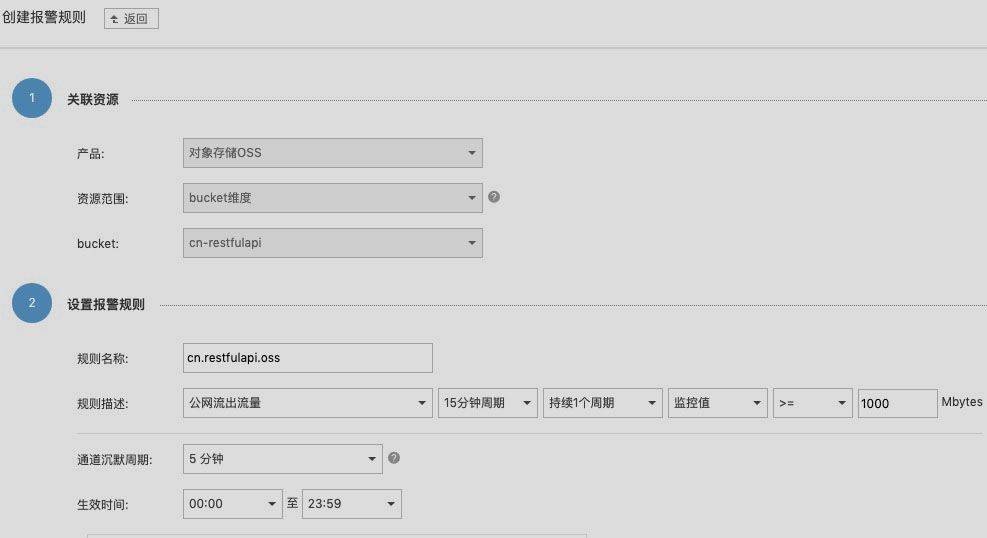 创建报警规则 返回
1 关联资源
产品: 对象存储OSS
资源范围: bucket维度 ?
bucket: cn-restfulapi
2 设置报警规则
规则名称: cn.restfulapi.oss
规则描述: 公网流出流量 15分钟周期 持续1个周期 监控值 >= 1000 Mbytes
通道沉默周期: 5 分钟 ?
生效时间: 00:00 至 23:59